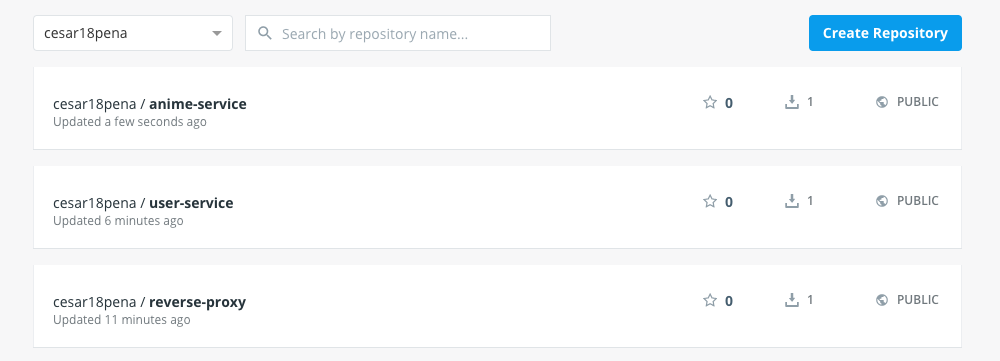 cesar18pena
Search by repository name...
Create Repository
cesar18pena / anime-service
Updated a few seconds ago
0
1
PUBLIC
cesar18pena / user-service
Updated 6 minutes ago
0
1
PUBLIC
cesar18pena / reverse-proxy
Updated 11 minutes ago
0
1
PUBLIC